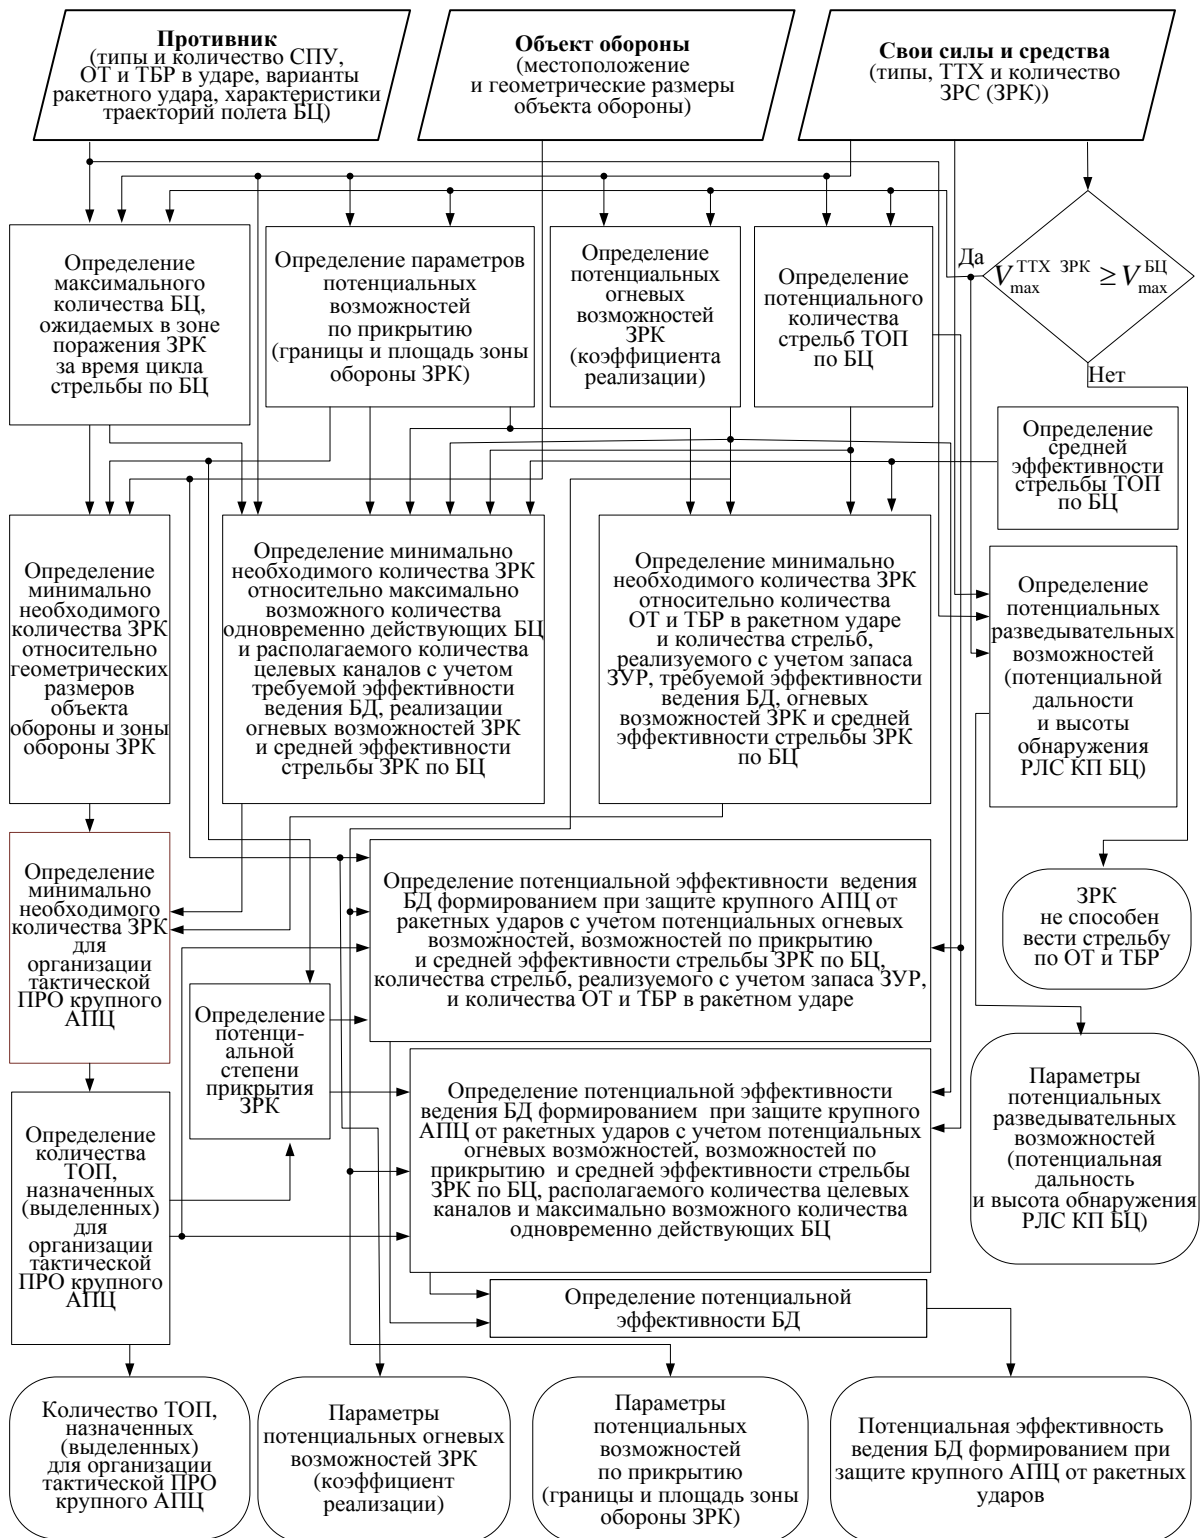 Противник
(типы и количество СПУ,
ОТ и ТБР в ударе, варианты
ракетного удара, характеристики
траекторий полета БЦ)
Объект обороны
(местоположение
и геометрические размеры
объекта обороны)
Свои силы и средства
(типы, ТТХ и количество
ЗРС (ЗРК))
Определение
максимального
количества БЦ,
ожидаемых в зоне
поражения ЗРК
за время цикла
стрельбы по БЦ
Определение параметров
потенциальных
возможностей
по прикрытию
(границы и площадь зоны
обороны ЗРК)
Определение
потенциальных
огневых
возможностей
ЗРК
(коэффициента
реализации)
Определение
потенциального
количества
стрельб ТОП
по БЦ
Да
V max ТТХ ЗРК ≥ V max БЦ
Нет
Определение
средней
эффективности
стрельбы ТОП
по БЦ
Определение
минимально
необходимого
количества ЗРК
относительно
геометрических
размеров
объекта
обороны и зоны
обороны ЗРК
Определение минимально
необходимого количества ЗРК
относительно максимально
возможного количества
одновременно действующих БЦ
и располагаемого количества
целевых каналов с учетом
требуемой эффективности
ведения БД, реализации
огневых возможностей ЗРК
и средней эффективности
стрельбы ЗРК по БЦ
Определение минимально
необходимого количества ЗРК
относительно количества
ОТ и ТБР в ракетном ударе
и количества стрельб,
реализуемого с учетом запаса
ЗУР, требуемой эффективности
ведения БД, огневых
возможностей ЗРК и средней
эффективности стрельбы ЗРК
по БЦ
Определение
потенциальных
разведывательных
возможностей
(потенциальной
дальности
и высоты
обнаружения
РЛС КП БЦ)
Определение
минимально
необходимого
количества ЗРК
для
организации
тактической
ПРО крупного
АПЦ
Определение потенциальной эффективности ведения
БД формированием при защите крупного АПЦ от
ракетных ударов с учетом потенциальных огневых
возможностей, возможностей по прикрытию
и средней эффективности стрельбы ЗРК по БЦ,
количества стрельб, реализуемого с учетом запаса ЗУР,
и количества ОТ и ТБР в ракетном ударе
ЗРК
не способен
вести стрельбу
по ОТ и ТБР
Определение
потенци-
альной
степени
прикрытия
ЗРК
Определение потенциальной эффективности
ведения БД формированием при защите крупного
АПЦ от ракетных ударов с учетом потенциальных
огневых возможностей, возможностей по
прикрытию и средней эффективности стрельбы
ЗРК по БЦ, располагаемого количества целевых
каналов и максимально возможного количества
одновременно действующих БЦ
Параметры
потенциальных
разведывательных
возможностей
(потенциальная
дальность
и высота обнаружения
РЛС КП БЦ)
Определение
количества
ТОП,
назначенных
(выделенных)
для
организации
тактической
ПРО крупного
АПЦ
Определение потенциальной
эффективности БД
Количество ТОП,
назначенных
(выделенных)
для организации
тактической ПРО
крупного АПЦ
Параметры
потенциальных огневых
возможностей ЗРК
(коэффициент
реализации)
Параметры
потенциальных
возможностей
по прикрытию
(границы и площадь зоны
обороны ЗРК)
Потенциальная эффективность
ведения БД формированием при
защите крупного АПЦ от ракетных
ударов